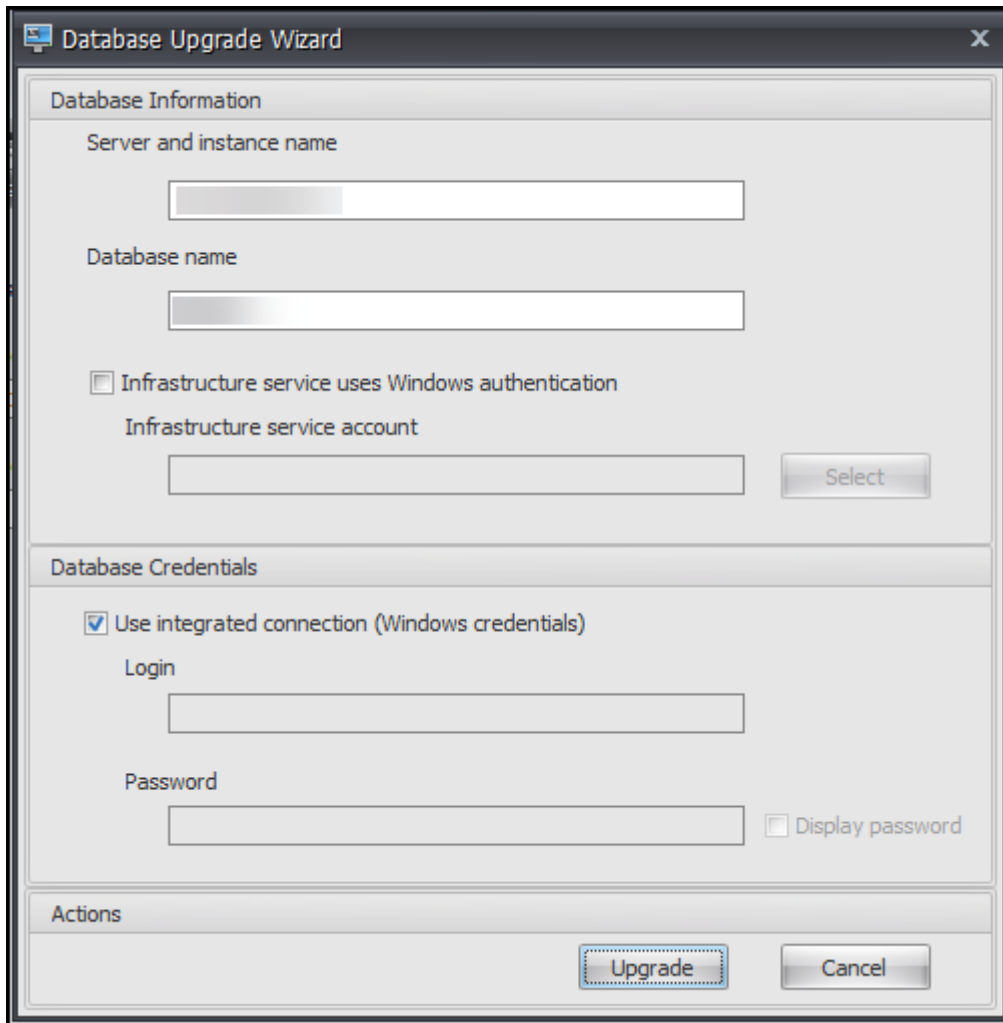 Database Upgrade Wizard
Database Information
Server and instance name
Database name
Infrastructure service uses Windows authentication
Infrastructure service account
Select
Database Credentials
Use integrated connection (Windows credentials)
Login
Password
Display password
Actions
Upgrade Cancel